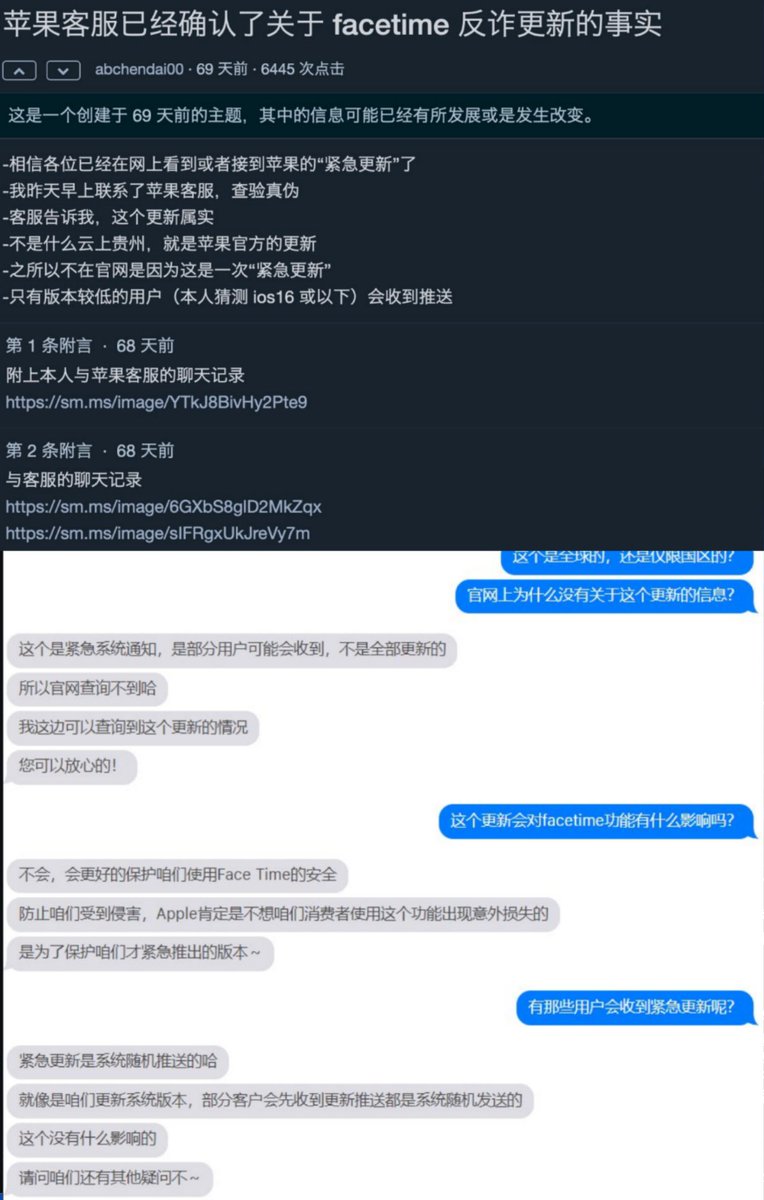 苹果客服已经确认了关于 facetime 反诈更新的事实
abchendai00 · 69 天前 · 6445 次点击
这是一个创建于 69 天前的主题，其中的信息可能已经有所发展或是发生改变。
-相信各位已经在网上看到或者接到苹果的“紧急更新”了
-我昨天早上联系了苹果客服，查验真伪
-客服告诉我，这个更新属实
-不是什么云上贵州，就是苹果官方的更新
-之所以不在官网是因为这是一次“紧急更新”
-只有版本较低的用户（本人猜测 ios16 或以下）会收到推送
第 1 条附言 · 68 天前
附上本人与苹果客服的聊天记录
https://sm.ms/image/YTkJ8BivHy2Pte9
第 2 条附言 · 68 天前
与客服的聊天记录
https://sm.ms/image/6GXbS8glD2MkZqx
https://sm.ms/image/sIFRgxUkJreVy7m
这个是全球的，还是仅限国区的？
官网上为什么没有关于这个更新的信息？
这个是紧急系统通知，是部分用户可能会收到，不是全部更新的
所以官网查询不到哈
我这边可以查询到这个更新的情况
您可以放心的！
这个更新会对facetime功能有什么影响吗？
不会，会更好的保护咱们使用Face Time的安全
防止咱们受到侵害，Apple肯定是不想咱们消费者使用这个功能出现意外损失的
是为了保护咱们才紧急推出的版本～
有那些用户会收到紧急更新呢？
紧急更新是系统随机推送的哈
就像是咱们更新系统版本，部分客户会先收到更新推送都是系统随机发送的
这个没有什么影响的
请问咱们还有其他疑问不～